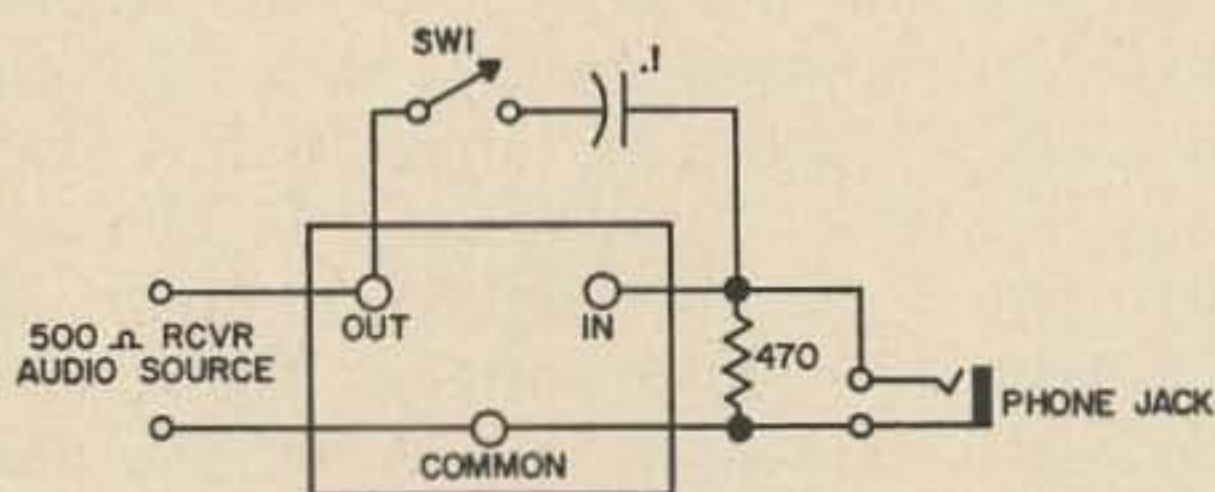 SW1
.1
OUT
IN
500 Ω RCVR
AUDIO SOURCE
470
PHONE JACK
COMMON